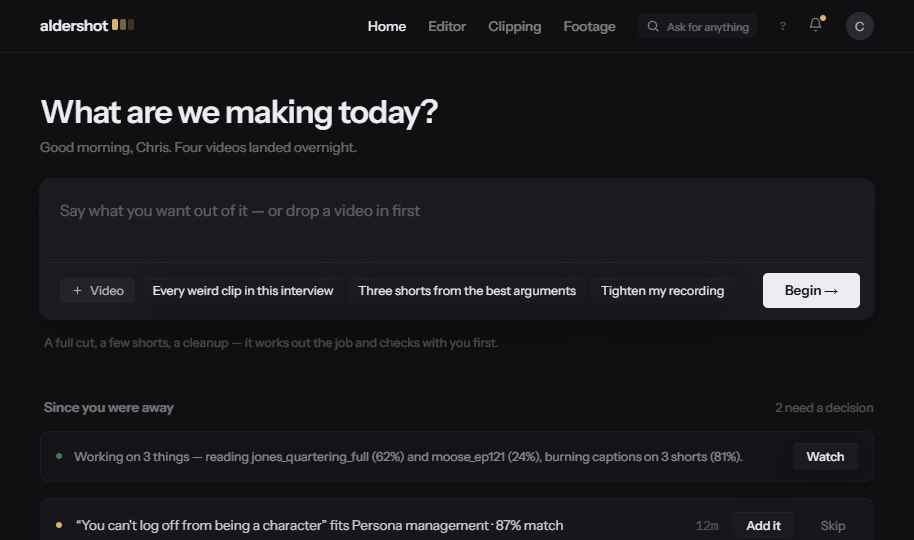 aldershot
Home Editor Clipping Footage Ask for anything ? C
What are we making today?
Good morning, Chris. Four videos landed overnight.
Say what you want out of it — or drop a video in first
+ Video Every weird clip in this interview Three shorts from the best arguments Tighten my recording Begin →
A full cut, a few shorts, a cleanup — it works out the job and checks with you first.
Since you were away 2 need a decision
Working on 3 things — reading jones_quartering_full (62%) and moose_ep121 (24%), burning captions on 3 shorts (81%). Watch
“You can't log off from being a character” fits Persona management · 87% match 12m Add it Skip